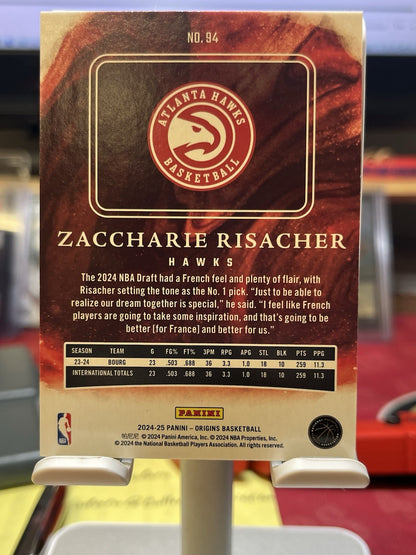 NO. 94
ATLANTA HAWKS
BASKETBALL
ZACCHARIE RISACHER
HAWKS
The 2024 NBA Draft had a French feel and plenty of flair, with
Risacher setting the tone as the No. 1 pick. “Just to be able to
realize our dream together is special,” he said. “I feel like French
players are going to take some inspiration, and that’s going to be
better (for France) and better for us.”
SEASON TEAM G FG% FT% 3PM RPG APG STL BLK PTS PPG
23-24 BOURG 23 .503 .688 36 3.3 1.0 18 10 259 11.3
INTERNATIONAL TOTALS 23 .503 .688 36 3.3 1.0 18 10 259 11.3
PANINI
2024-25 PANINI – ORIGINS BASKETBALL
帕尼尼 © 2024 Panini America, Inc. © 2024 NBA Properties, Inc.
© 2024 the National Basketball Players Association. All rights reserved.
NBA